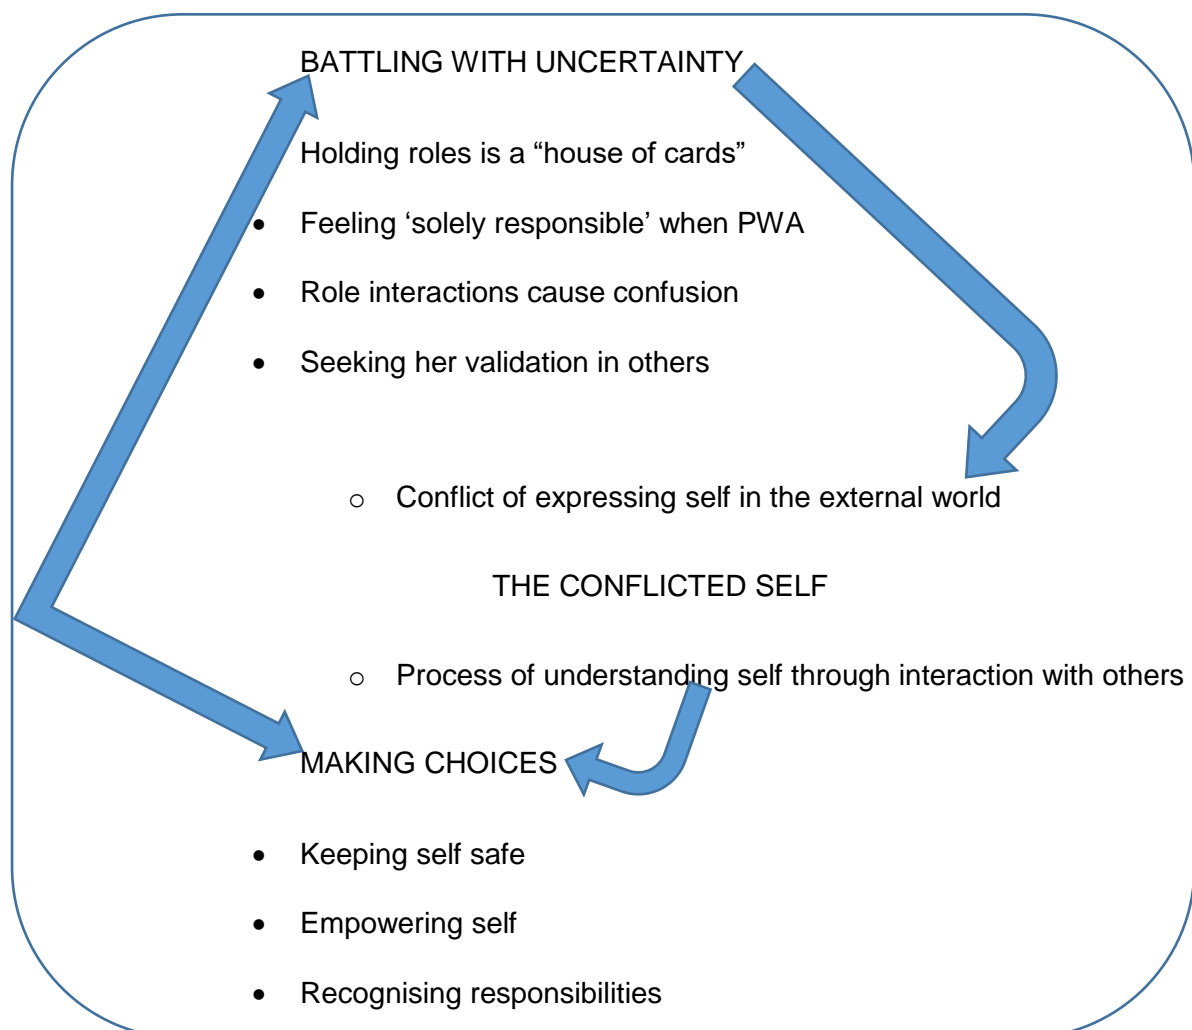 BATTLING WITH UNCERTAINTY
Holding roles is a “house of cards”
• Feeling ‘solely responsible’ when PWA
• Role interactions cause confusion
• Seeking her validation in others
o Conflict of expressing self in the external world
THE CONFLICTED SELF
o Process of understanding self through interaction with others
MAKING CHOICES
• Keeping self safe
• Empowering self
• Recognising responsibilities